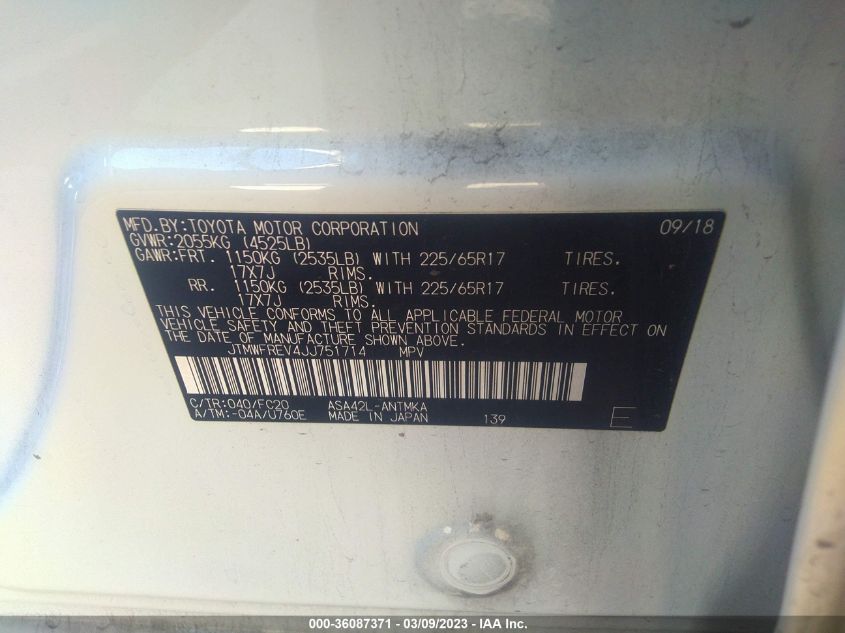 MFD.BY:TOYOTA MOTOR CORPORATION 09/18
GVWR:2055KG (4525LB)
GAWR:FRT. 1150KG (2535LB) WITH 225/65R17 TIRES.
17X7J RIMS.
RR. 1150KG (2535LB) WITH 225/65R17 TIRES.
17X7J RIMS.
THIS VEHICLE CONFORMS TO ALL APPLICABLE FEDERAL MOTOR
VEHICLE SAFETY AND THEFT PREVENTION STANDARDS IN EFFECT ON
THE DATE OF MANUFACTURE SHOWN ABOVE.
JTMWFREV4JJ751714 MPV
C/TR:040/FC20 ASA42L-ANTMKA
A/TM:-04A/U760E MADE IN JAPAN 139 E
000-36087371 - 03/09/2023 - IAA Inc.